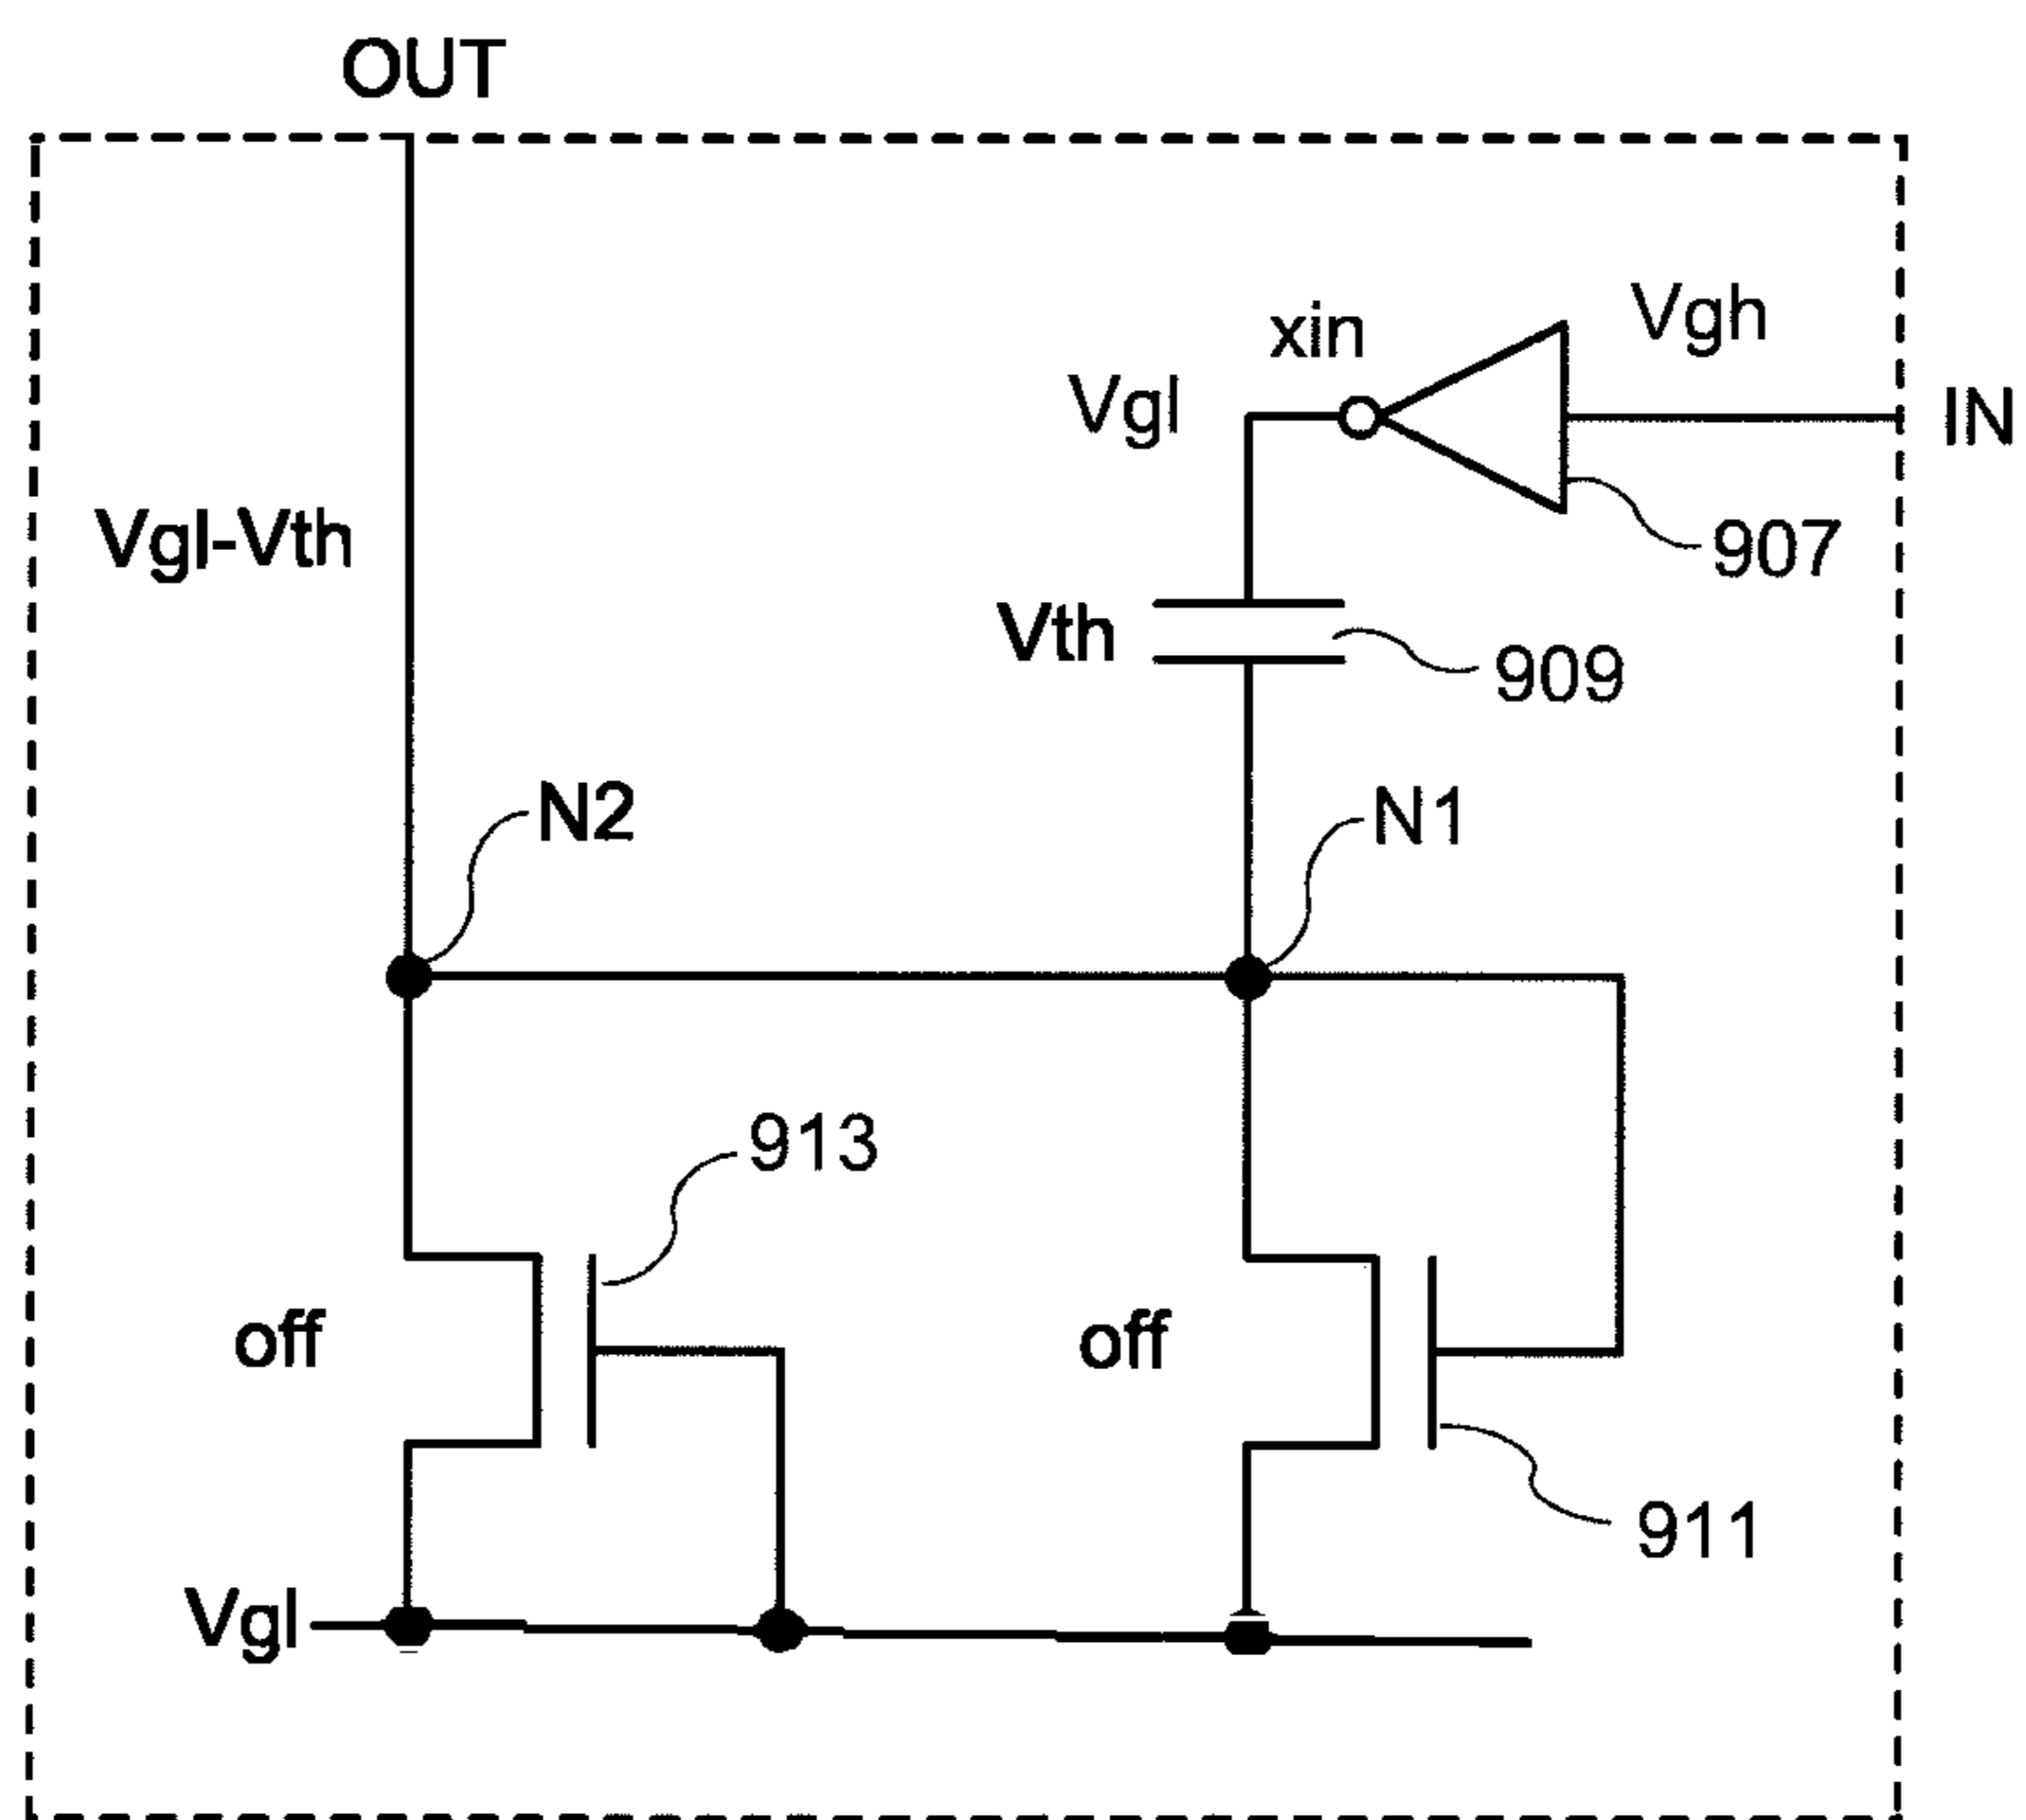 OUT
xin
Vgh
Vgl
IN
Vgl-Vth
907
Vth
909
N2
N1
913
off
off
911
Vgl